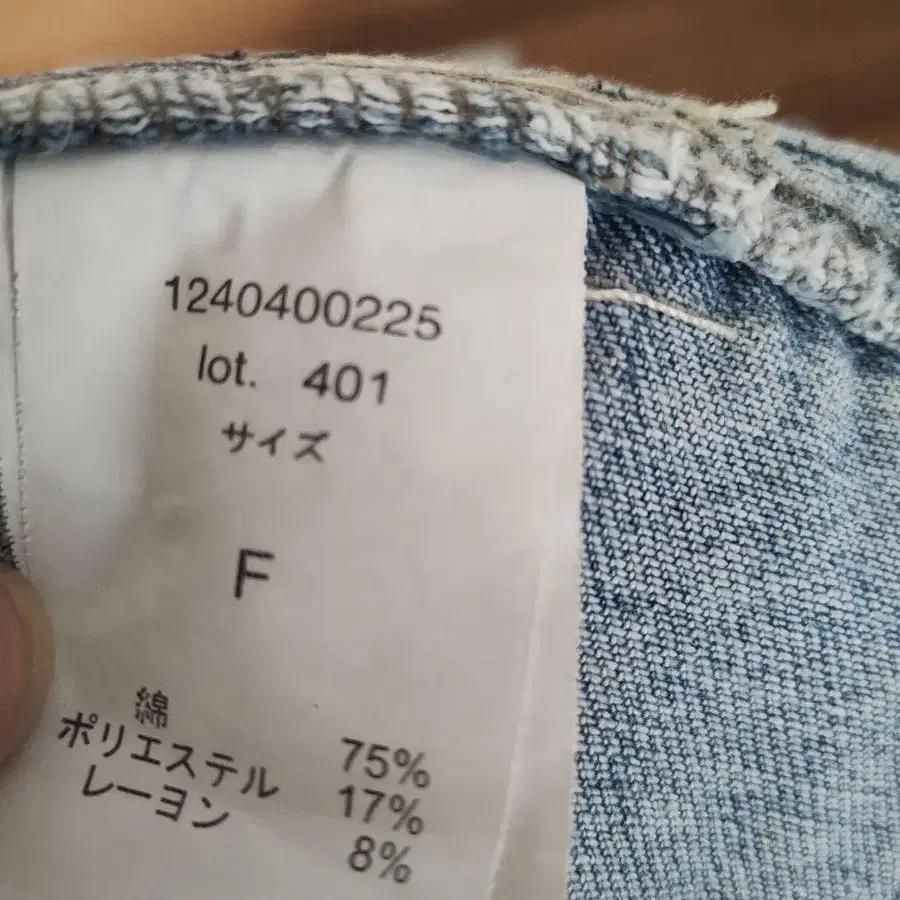 1240400225
lot. 401
サイズ
F
綿 75%
ポリエステル 17%
レーヨン 8%